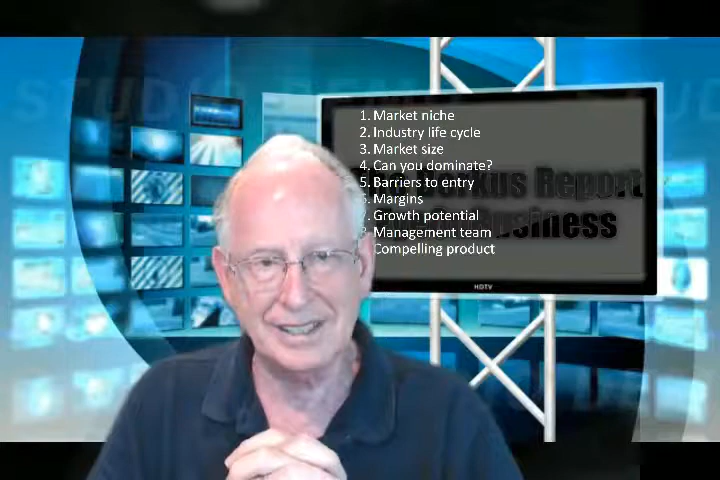 1. Market niche
2. Industry life cycle
3. Market size
4. Can you dominate?
5. Barriers to entry
Margins
Growth potential
Management team
Compelling product
Report
HDTV